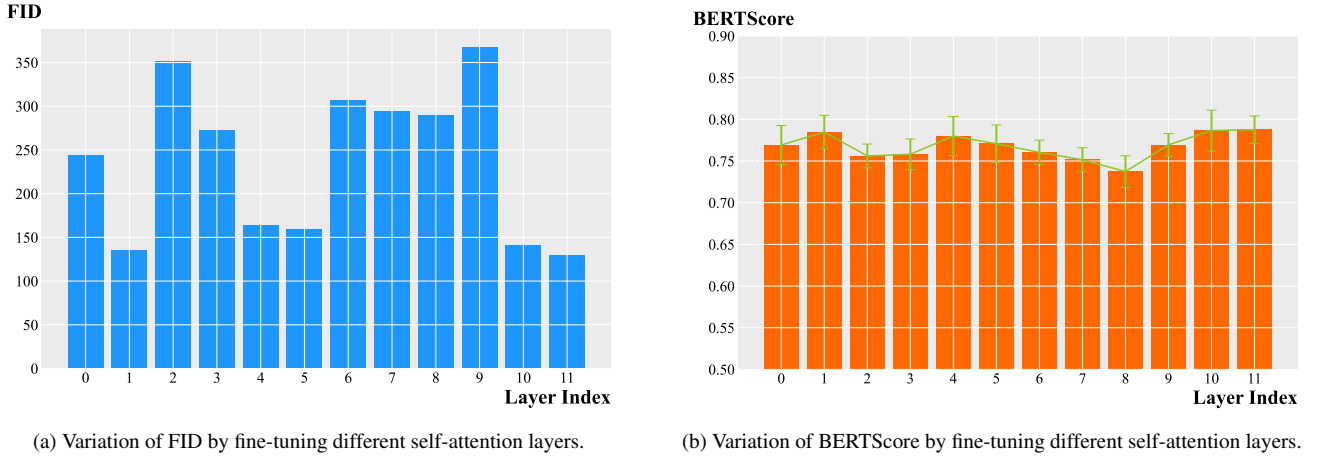 FID
350
300
250
200
150
100
50
0
0 1 2 3 4 5 6 7 8 9 10 11
Layer Index
(a) Variation of FID by fine-tuning different self-attention layers.
BERTScore
0.90
0.85
0.80
0.75
0.70
0.65
0.60
0.55
0.50
0 1 2 3 4 5 6 7 8 9 10 11
Layer Index
(b) Variation of BERTScore by fine-tuning different self-attention layers.